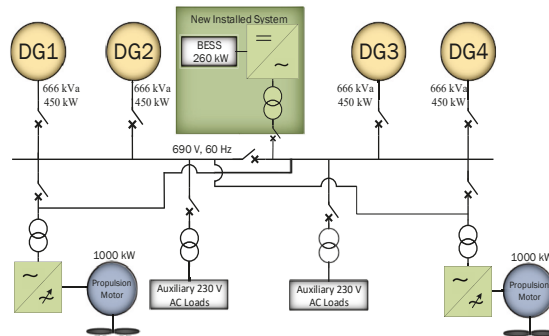 New Installed System
DG1
DG2
BESS
260 kW
DG3
DG4
666 kVa
450 kW
666 kVa
450 kW
666 kVa
450 kW
666 kVa
450 kW
690 V, 60 Hz
1000 kW
Propulsion
Motor
Auxiliary 230 V
AC Loads
Auxiliary 230 V
AC Loads
1000 kW
Propulsion
Motor